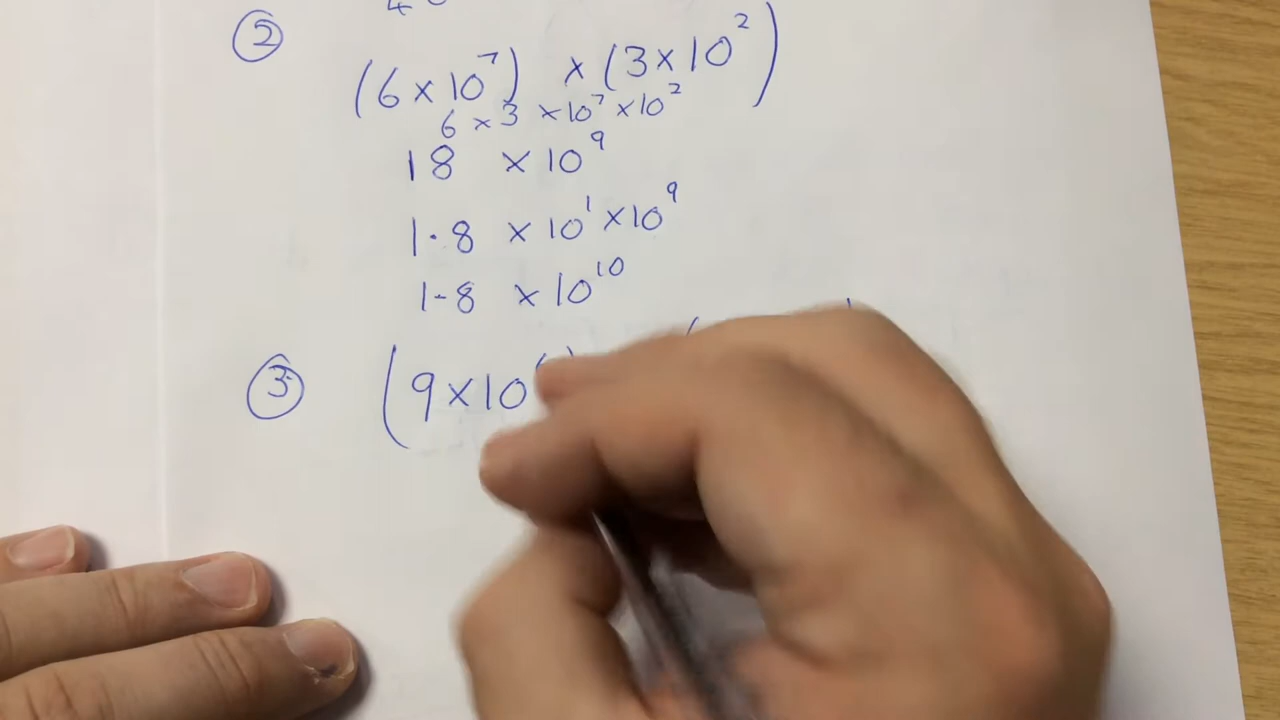 ②
(6 × 10⁷) × (3 × 10²)
6 × 3 × 10⁷ × 10²
18 × 10⁹
1·8 × 10¹ × 10⁹
1·8 × 10¹⁰
③ (9 × 10